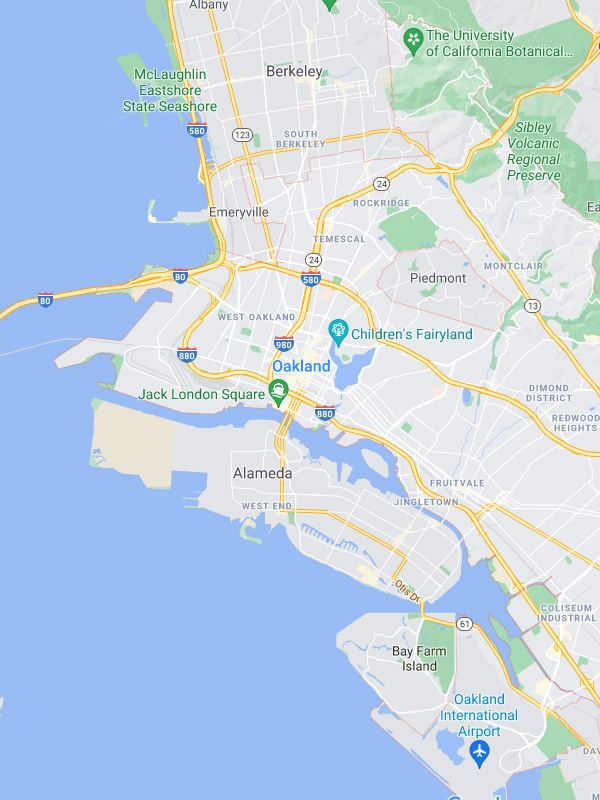 Albany
The University
of California Botanical...
Berkeley
McLaughlin
Eastshore
State Seashore
580
123
SOUTH
BERKELEY
Sibley
Volcanic
Regional
Preserve
24
ROCKRIDGE
Emeryville
Ea
TEMESCAL
24
MONTCLAIR
80
580
Piedmont
80
13
WEST OAKLAND
Children's Fairyland
980
880
Oakland
DIMOND
DISTRICT
Jack London Square
880
REDWOOD
HEIGHTS
Alameda
FRUITVALE
JINGLETOWN
WEST END
Otis Dr
COLISEUM
INDUSTRIAL
61
Bay Farm
Island
Oakland
International
Airport
DAV